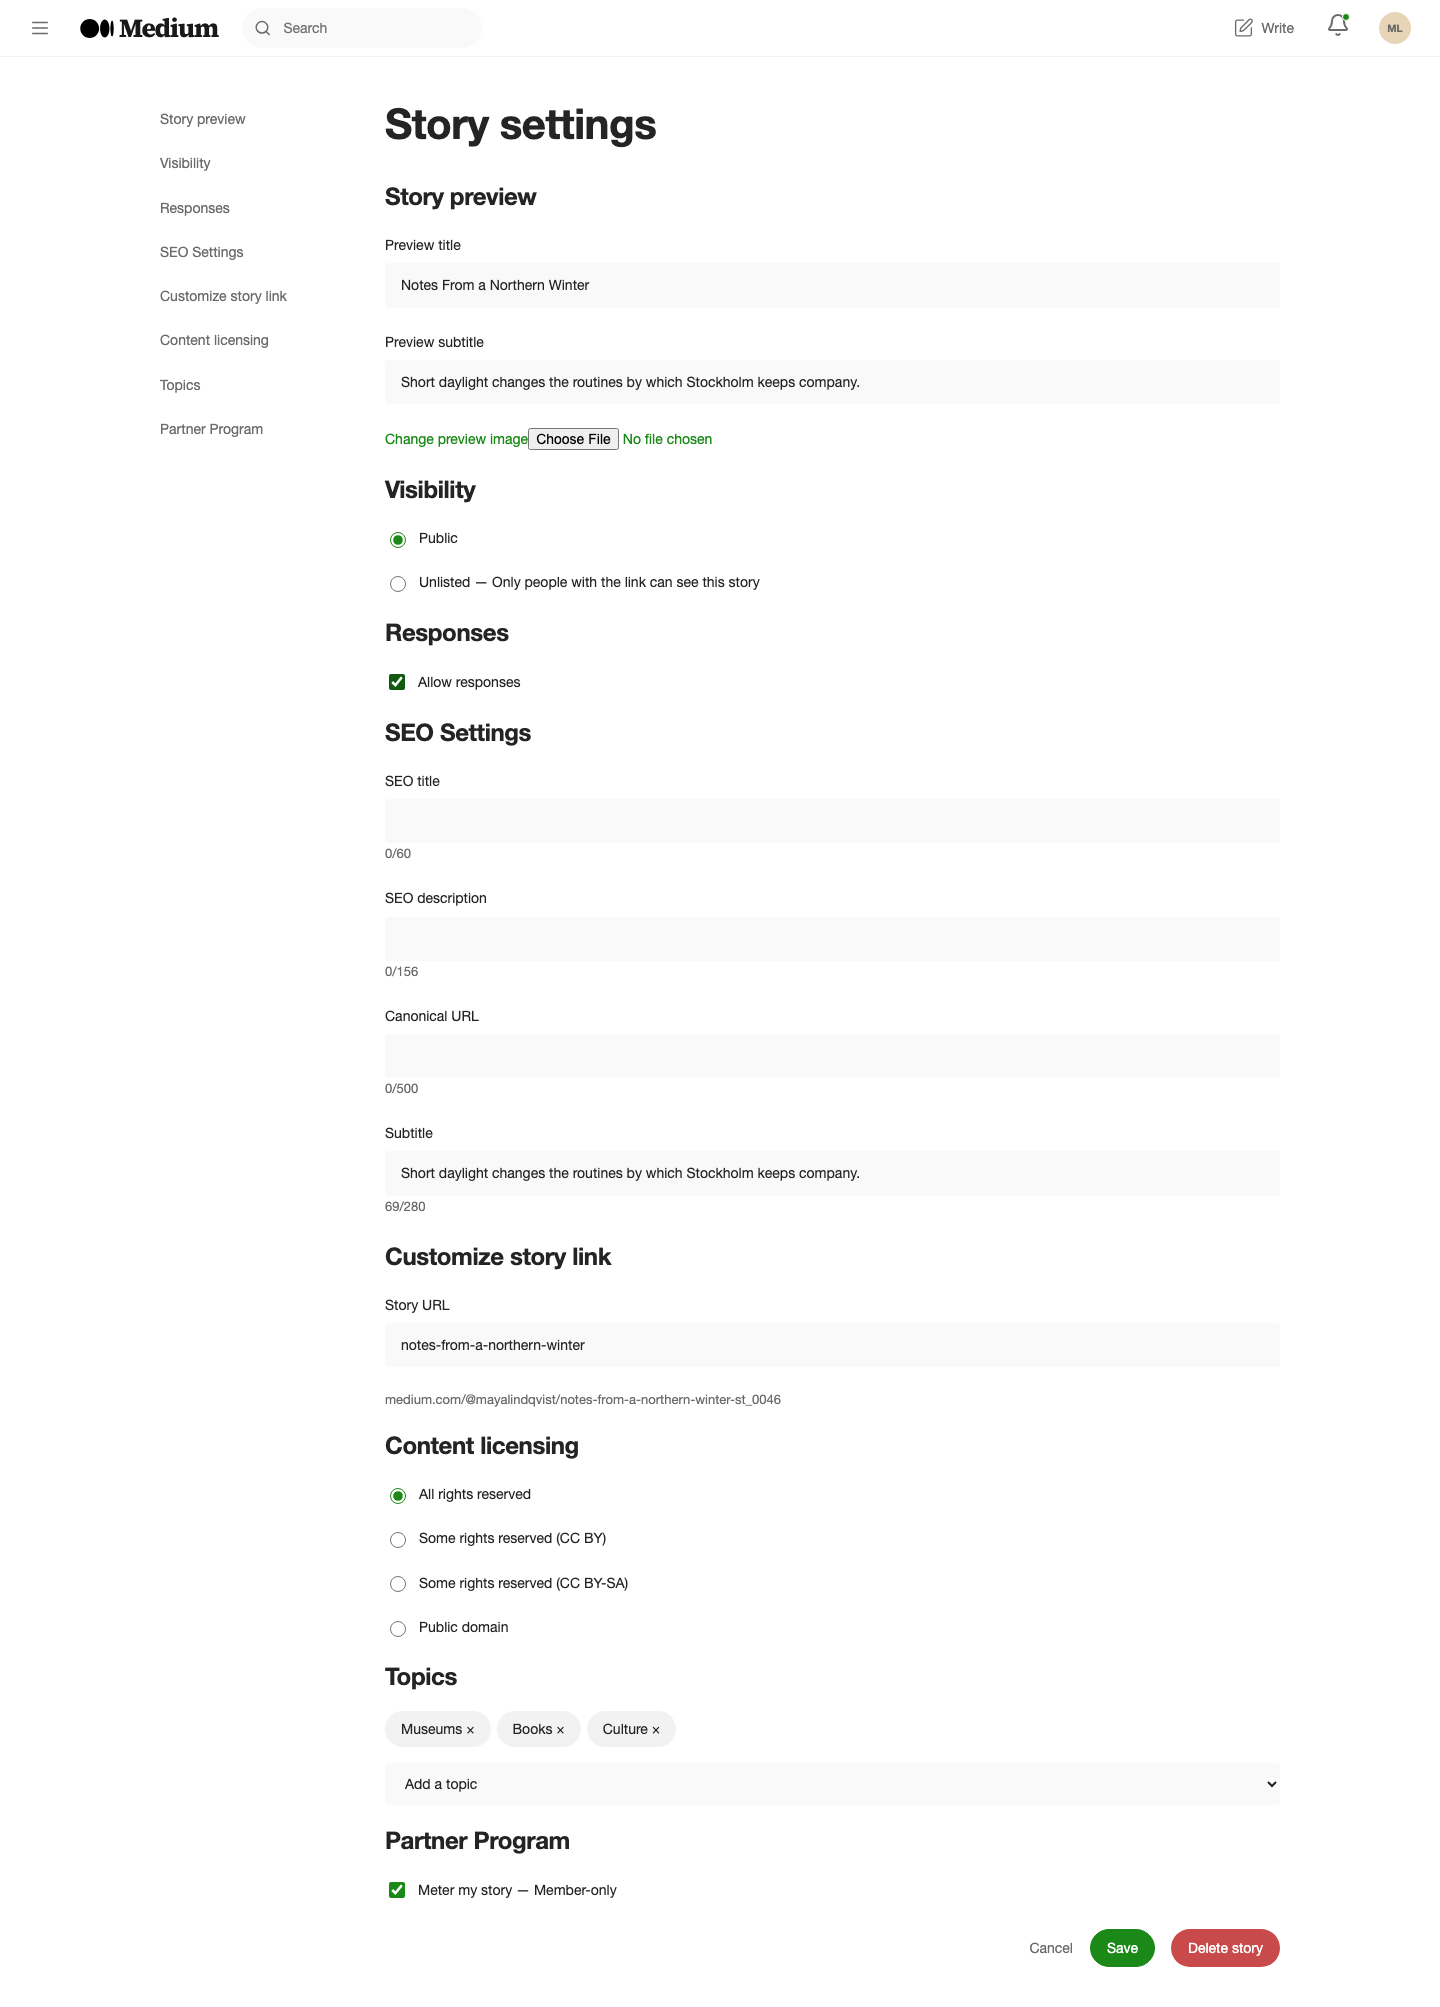 Medium
Search
Write
ML
Story preview
Visibility
Responses
SEO Settings
Customize story link
Content licensing
Topics
Partner Program
Story settings
Story preview
Preview title
Notes From a Northern Winter
Preview subtitle
Short daylight changes the routines by which Stockholm keeps company.
Change preview image Choose File No file chosen
Visibility
Public
Unlisted — Only people with the link can see this story
Responses
Allow responses
SEO Settings
SEO title
0/60
SEO description
0/156
Canonical URL
0/500
Subtitle
Short daylight changes the routines by which Stockholm keeps company.
69/280
Customize story link
Story URL
notes-from-a-northern-winter
medium.com/@mayalindqvist/notes-from-a-northern-winter-st_0046
Content licensing
All rights reserved
Some rights reserved (CC BY)
Some rights reserved (CC BY-SA)
Public domain
Topics
Museums × Books × Culture ×
Add a topic
Partner Program
Meter my story — Member-only
Cancel Save Delete story